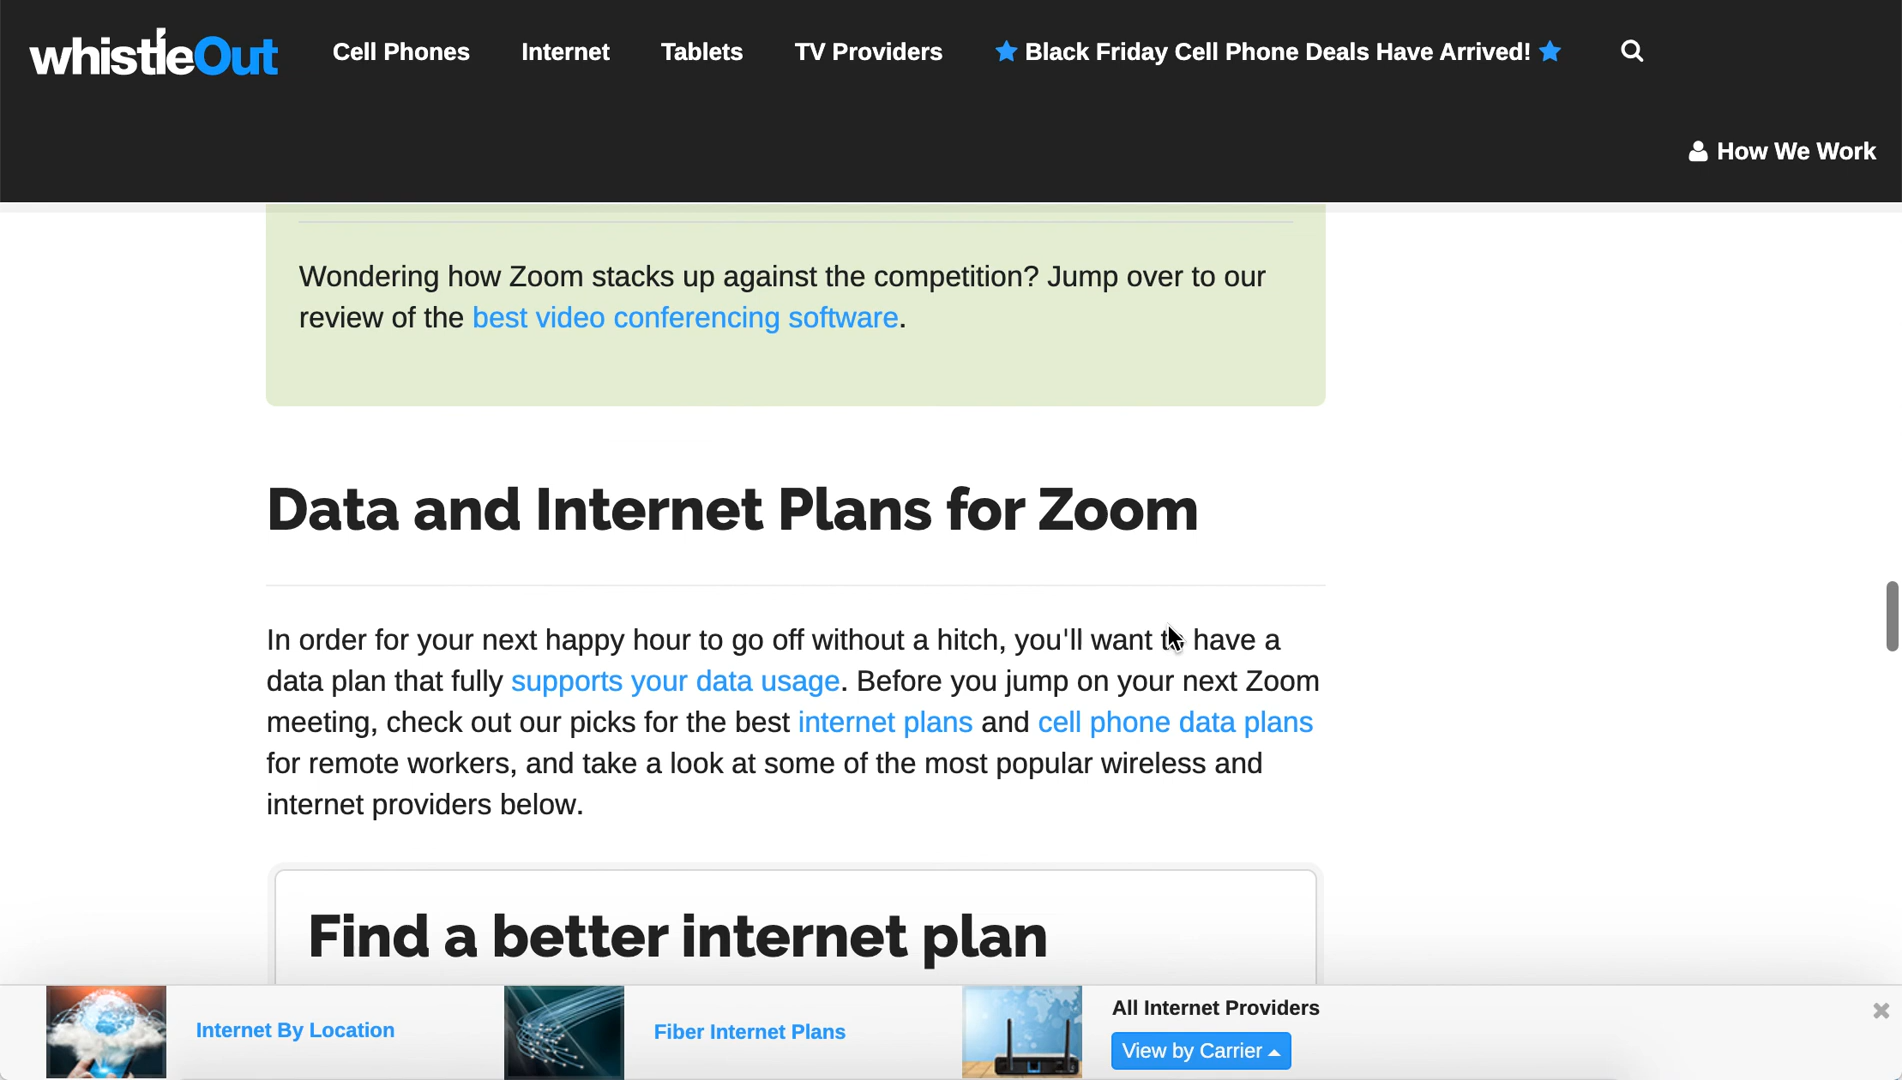 whistleOut
Cell Phones
Internet
Tablets
TV Providers
Black Friday Cell Phone Deals Have Arrived!
How We Work
Wondering how Zoom stacks up against the competition? Jump over to our
review of the best video conferencing software.
Data and Internet Plans for Zoom
In order for your next happy hour to go off without a hitch, you'll want to have a
data plan that fully supports your data usage. Before you jump on your next Zoom
meeting, check out our picks for the best internet plans and cell phone data plans
for remote workers, and take a look at some of the most popular wireless and
internet providers below.
Find a better internet plan
Internet By Location
Fiber Internet Plans
All Internet Providers
View by Carrier